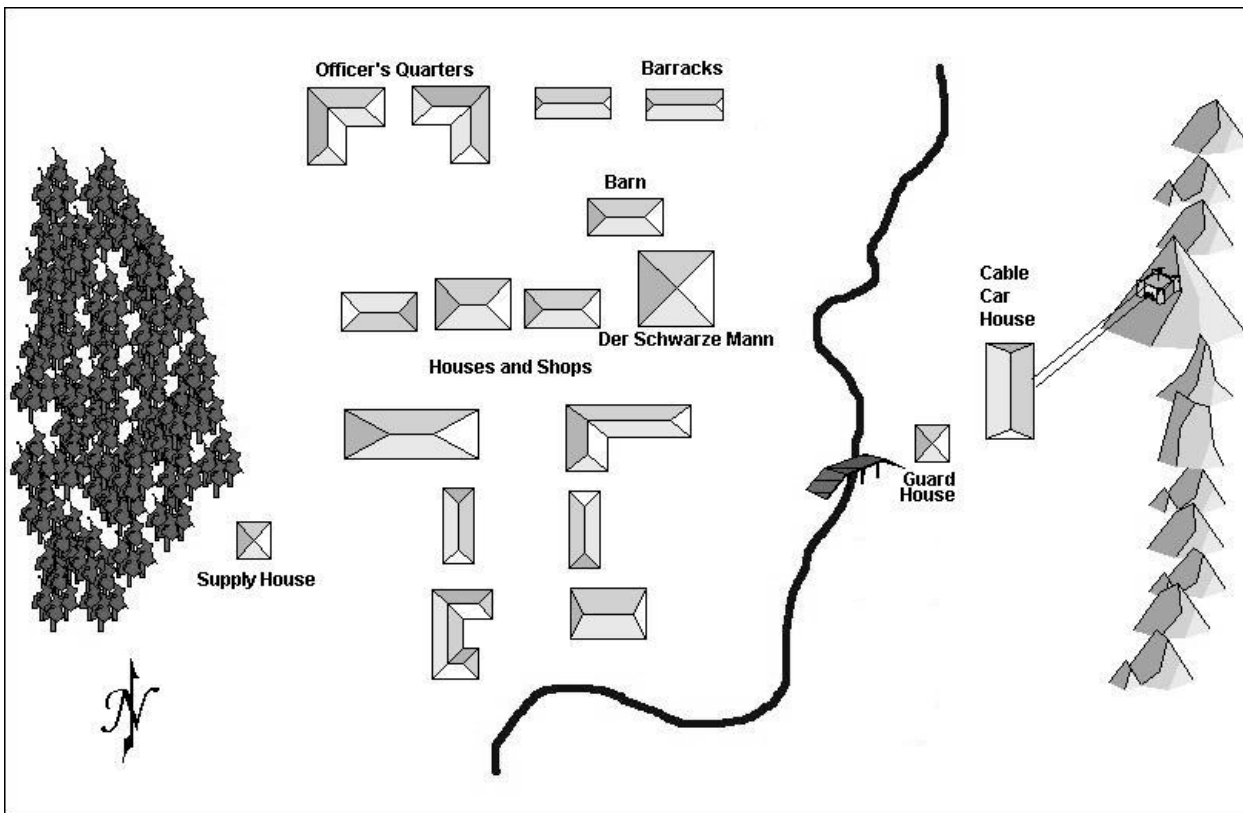 Officer's Quarters
Barracks
Barn
Cable
Car
House
Der Schwarze Mann
Houses and Shops
Guard
House
Supply House
N